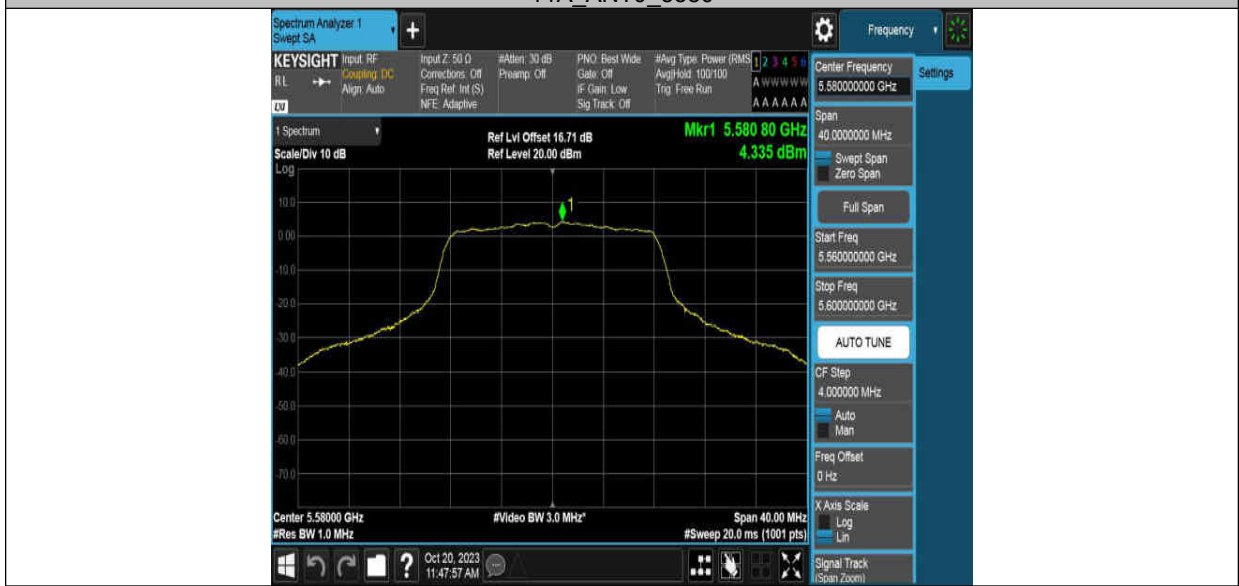 Spectrum Analyzer 1
Swept SA
+
Frequency
KEYSIGHT
RL
LXI
Input: RF
Coupling: DC
Align: Auto
Input Z: 50 Ω
Corrections: Off
Freq Ref: Int (S)
NFE: Adaptive
#Atten: 30 dB
Preamp: Off
PNO: Best Wide
Gate: Off
IF Gain: Low
Sig Track: Off
#Avg Type: Power (RMS
Avg|Hold: 100/100
Trig: Free Run
1 2 3 4 5 6
A W W W W W
A A A A A A
1 Spectrum
Scale/Div 10 dB
Ref Lvl Offset 16.71 dB
Ref Level 20.00 dBm
Mkr1 5.580 80 GHz
4.335 dBm
Log
10.0
0.00
-10.0
-20.0
-30.0
-40.0
-50.0
-60.0
-70.0
1
Center 5.58000 GHz
#Res BW 1.0 MHz
#Video BW 3.0 MHz*
Span 40.00 MHz
#Sweep 20.0 ms (1001 pts)
Center Frequency
5.580000000 GHz
Settings
Span
40.0000000 MHz
Swept Span
Zero Span
Full Span
Start Freq
5.560000000 GHz
Stop Freq
5.600000000 GHz
AUTO TUNE
CF Step
4.000000 MHz
Auto
Man
Freq Offset
0 Hz
X Axis Scale
Log
Lin
Signal Track
(Span Zoom)
?
Oct 20, 2023
11:47:57 AM